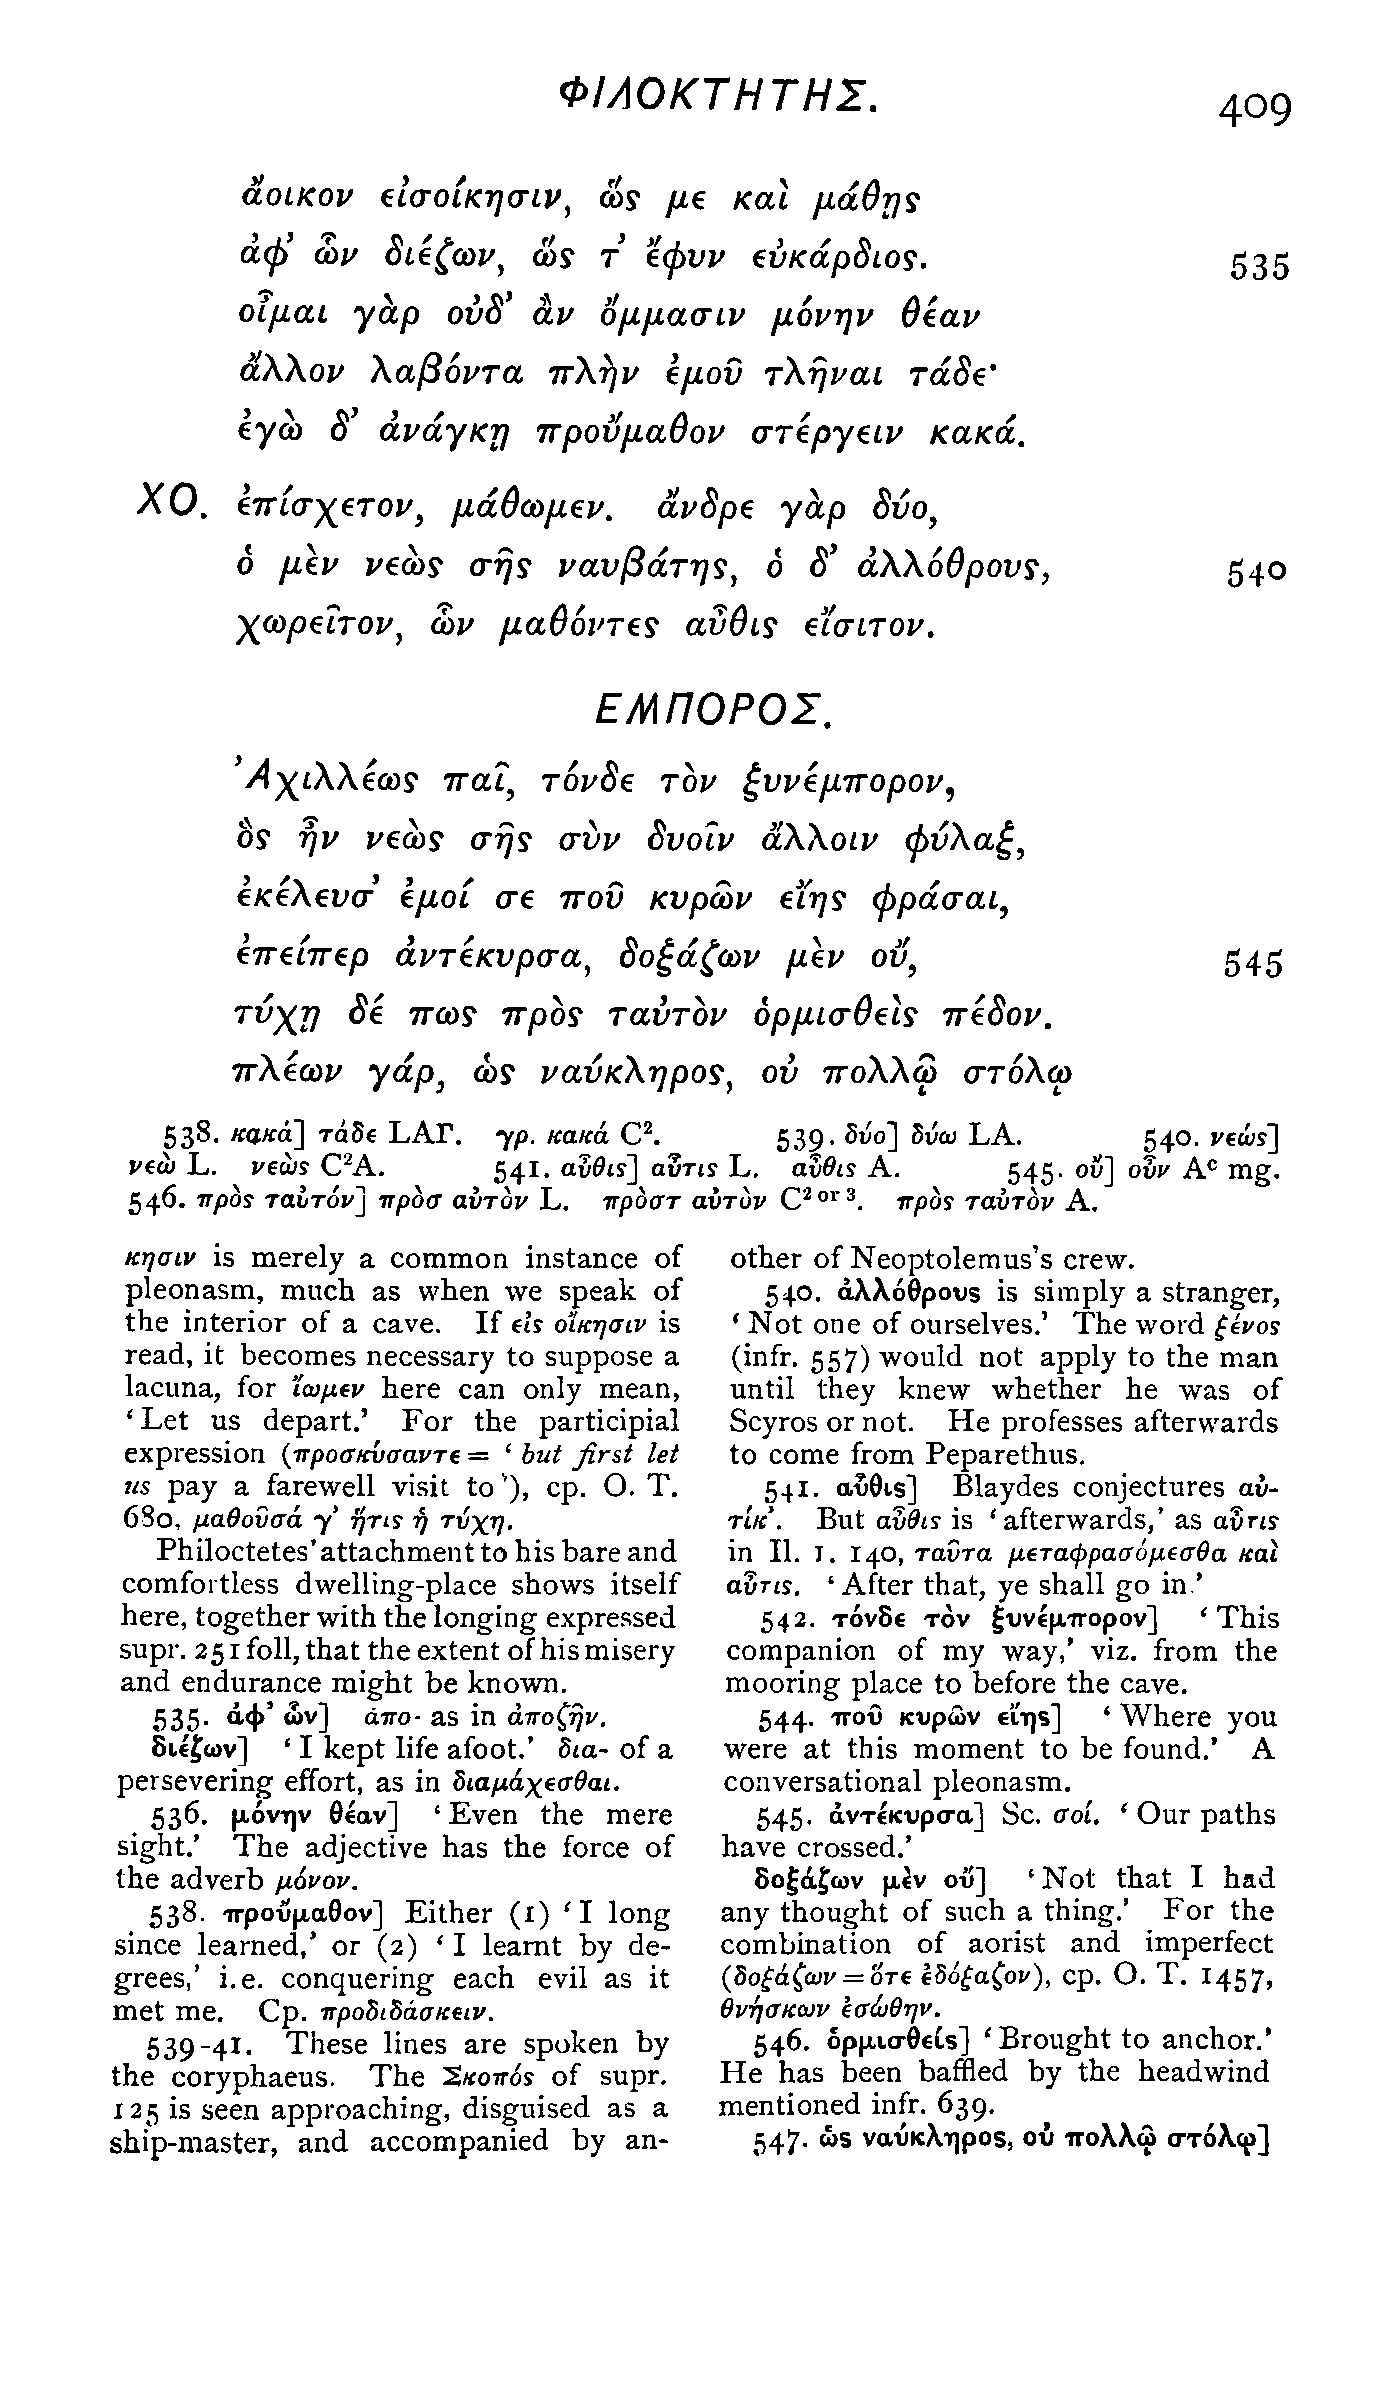 ΦΙΛΟΚΤΗΤΗΣ.
409
ἄοικον εἰσοίκησιν, ὥς με καὶ μάθῃς
ἀφ’ ὧν διέζων, ὥς τ’ ἔφυν εὐκάρδιος.
535
οἶμαι γὰρ οὐδ’ ἂν ὄμμασιν μόνην θέαν
ἄλλον λαβόντα πλὴν ἐμοῦ τλῆναι τάδε·
ἐγὼ δ’ ἀνάγκῃ προὔμαθον στέργειν κακά.
ΧΟ. ἐπίσχετον, μάθωμεν. ἄνδρε γὰρ δύο,
ὁ μὲν νεὼς σῆς ναυβάτης, ὁ δ’ ἀλλόθρους,
540
χωρεῖτον, ὧν μαθόντες αὖθις εἴσιτον.
ΕΜΠΟΡΟΣ.
Ἀχιλλέως παῖ, τόνδε τὸν ξυνέμπορον,
ὃς ἦν νεὼς σῆς σὺν δυοῖν ἄλλοιν φύλαξ,
ἐκέλευσ’ ἐμοί σε ποῦ κυρῶν εἴης φράσαι,
ἐπείπερ ἀντέκυρσα, δοξάζων μὲν οὔ,
545
τύχῃ δέ πως πρὸς ταὐτὸν ὁρμισθεὶς πέδον.
πλέων γάρ, ὡς ναύκληρος, οὐ πολλῷ στόλῳ
538. κακά] τάδε LAΓ. γρ. κακά C². 539. δύο] δύω LA. 540. νεώς]
νεὼ L. νεὼς C²A. 541. αὖθις] αὖτις L. αὖθις A. 545. οὔ] οὖν Aᶜ mg.
546. πρὸς ταὐτόν] πρὸσ αὐτὸν L. πρὸστ αὐτὸν C² ᵒʳ ³. πρὸς ταὐτὸν A.
κησιν is merely a common instance of
pleonasm, much as when we speak of
the interior of a cave. If εἰς οἴκησιν is
read, it becomes necessary to suppose a
lacuna, for ἴωμεν here can only mean,
‘Let us depart.’ For the participial
expression (προσκύσαντε = ‘but first let
us pay a farewell visit to’), cp. O. T.
680, μαθοῦσά γ’ ἥτις ἡ τύχη.
Philoctetes’ attachment to his bare and
comfortless dwelling-place shows itself
here, together with the longing expressed
supr. 251 foll, that the extent of his misery
and endurance might be known.
535. ἀφ’ ὧν] ἀπο- as in ἀποζῆν.
διέζων] ‘I kept life afoot.’ δια- of a
persevering effort, as in διαμάχεσθαι.
536. μόνην θέαν] ‘Even the mere
sight.’ The adjective has the force of
the adverb μόνον.
538. προὔμαθον] Either (1) ‘I long
since learned,’ or (2) ‘I learnt by de-
grees,’ i.e. conquering each evil as it
met me. Cp. προδιδάσκειν.
539-41. These lines are spoken by
the coryphaeus. The Σκοπός of supr.
125 is seen approaching, disguised as a
ship-master, and accompanied by an-
other of Neoptolemus’s crew.
540. ἀλλόθρους is simply a stranger,
‘Not one of ourselves.’ The word ξένος
(infr. 557) would not apply to the man
until they knew whether he was of
Scyros or not. He professes afterwards
to come from Peparethus.
541. αὖθις] Blaydes conjectures αὐ-
τίκ’. But αὖθις is ‘afterwards,’ as αὖτις
in Il. 1. 140, ταῦτα μεταφρασόμεσθα καὶ
αὖτις. ‘After that, ye shall go in.’
542. τόνδε τὸν ξυνέμπορον] ‘This
companion of my way,’ viz. from the
mooring place to before the cave.
544. ποῦ κυρῶν εἴης] ‘Where you
were at this moment to be found.’ A
conversational pleonasm.
545. ἀντέκυρσα] Sc. σοί. ‘Our paths
have crossed.’
δοξάζων μὲν οὔ] ‘Not that I had
any thought of such a thing.’ For the
combination of aorist and imperfect
(δοξάζων = ὅτε ἐδόξαζον), cp. O. T. 1457,
θνήσκων ἐσώθην.
546. ὁρμισθείς] ‘Brought to anchor.’
He has been baffled by the headwind
mentioned infr. 639.
547. ὡς ναύκληρος, οὐ πολλῷ στόλῳ]